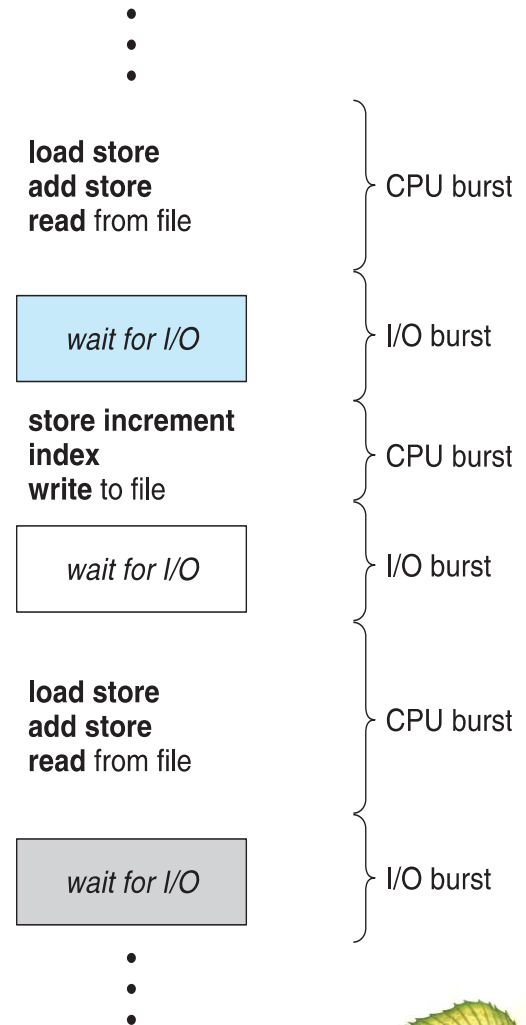 •
•
•
load store
add store
read from file
CPU burst
wait for I/O
I/O burst
store increment
index
write to file
CPU burst
wait for I/O
I/O burst
load store
add store
read from file
CPU burst
wait for I/O
I/O burst
•
•
•